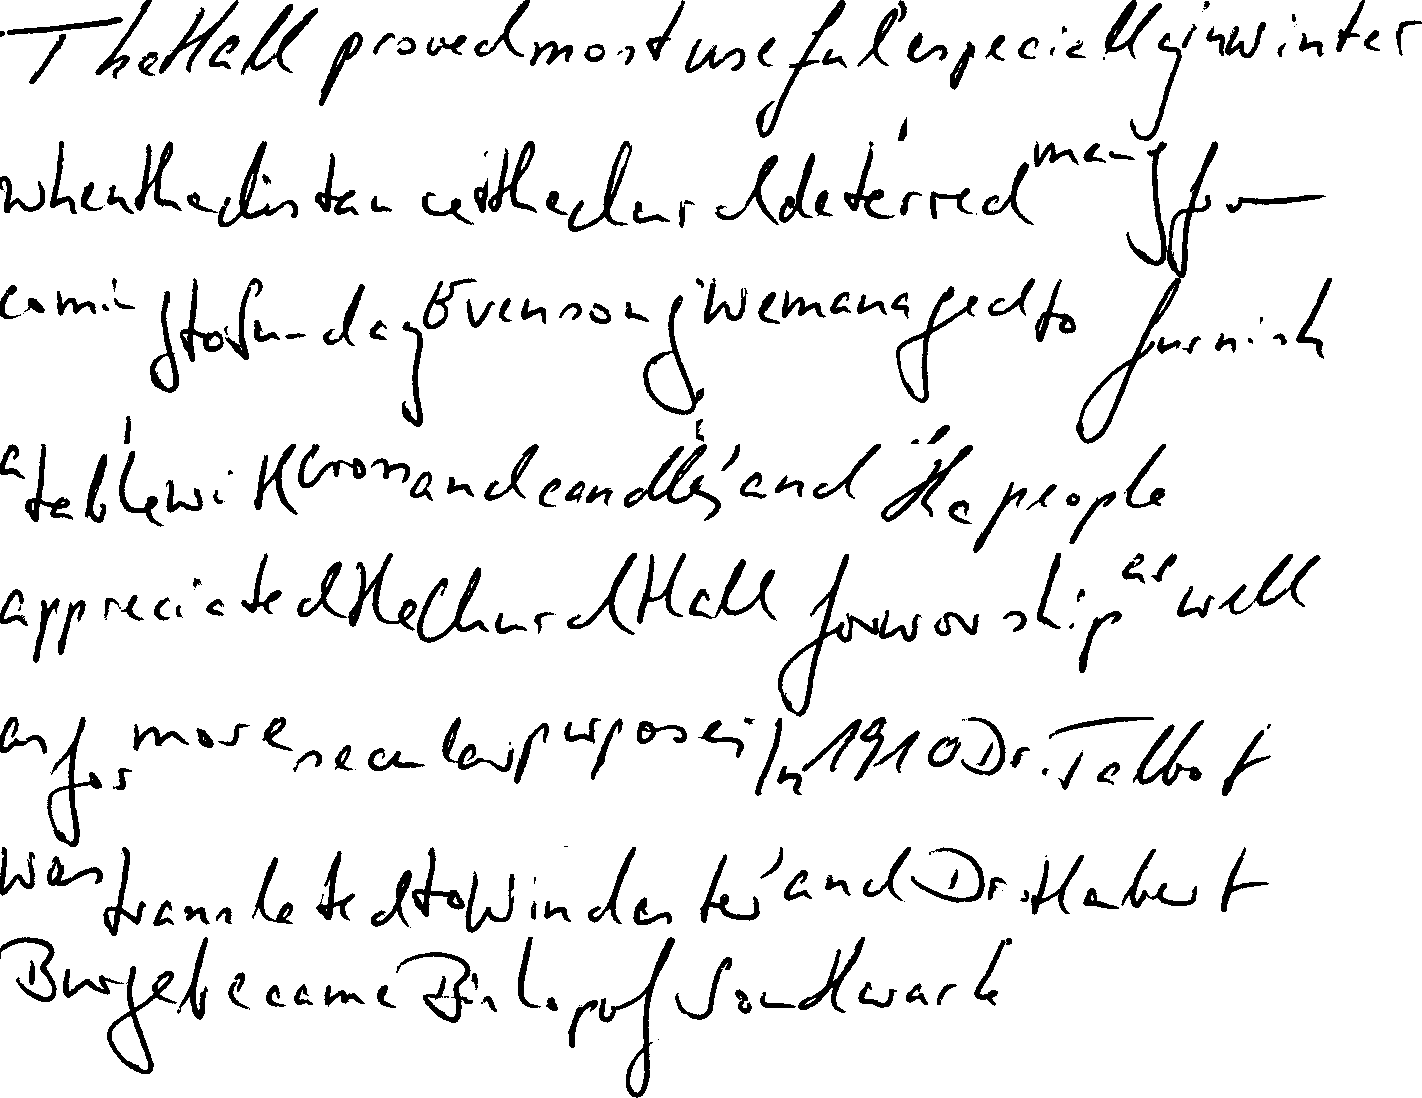 The Hall proved most useful especially in winter
when the distance to the church deterred many from
coming to Sunday Evensong We managed to furnish
a table with cross and candles, and the people
appreciated the Church Hall for worship as well
as for more secular purposes In 1910 Dr. Talbot
was translated to Winchester, and Dr. Hubert
Burge became Bishop of Southwark